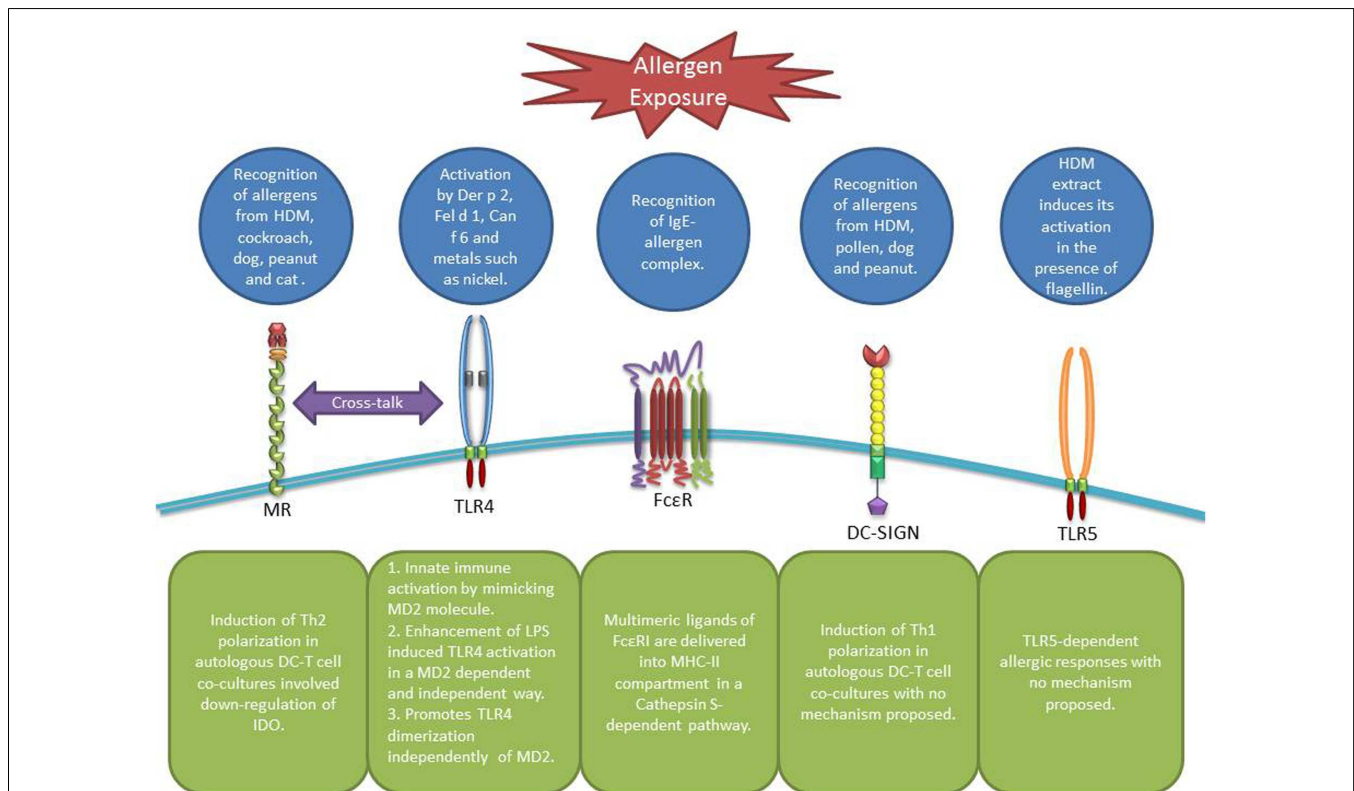 Allergen
Exposure
Recognition
of allergens
from HDM,
cockroach,
dog, peanut
and cat .
Activation
by Der p 2,
Fel d 1, Can
f 6 and
metals such
as nickel.
Recognition
of IgE-
allergen
complex.
Recognition
of allergens
from HDM,
pollen, dog
and peanut.
HDM
extract
induces its
activation
in the
presence of
flagellin.
Cross-talk
MR
TLR4
FcεR
DC-SIGN
TLR5
Induction of Th2
polarization in
autologous DC-T cell
co-cultures involved
down-regulation of
IDO.
1. Innate immune
activation by mimicking
MD2 molecule.
2. Enhancement of LPS
induced TLR4 activation
in a MD2 dependent
and independent way.
3. Promotes TLR4
dimerization
independently of MD2.
Multimeric ligands of
FcεRI are delivered
into MHC-II
compartment in a
Cathepsin S-
dependent pathway.
Induction of Th1
polarization in
autologous DC-T cell
co-cultures with no
mechanism proposed.
TLR5-dependent
allergic responses with
no mechanism
proposed.